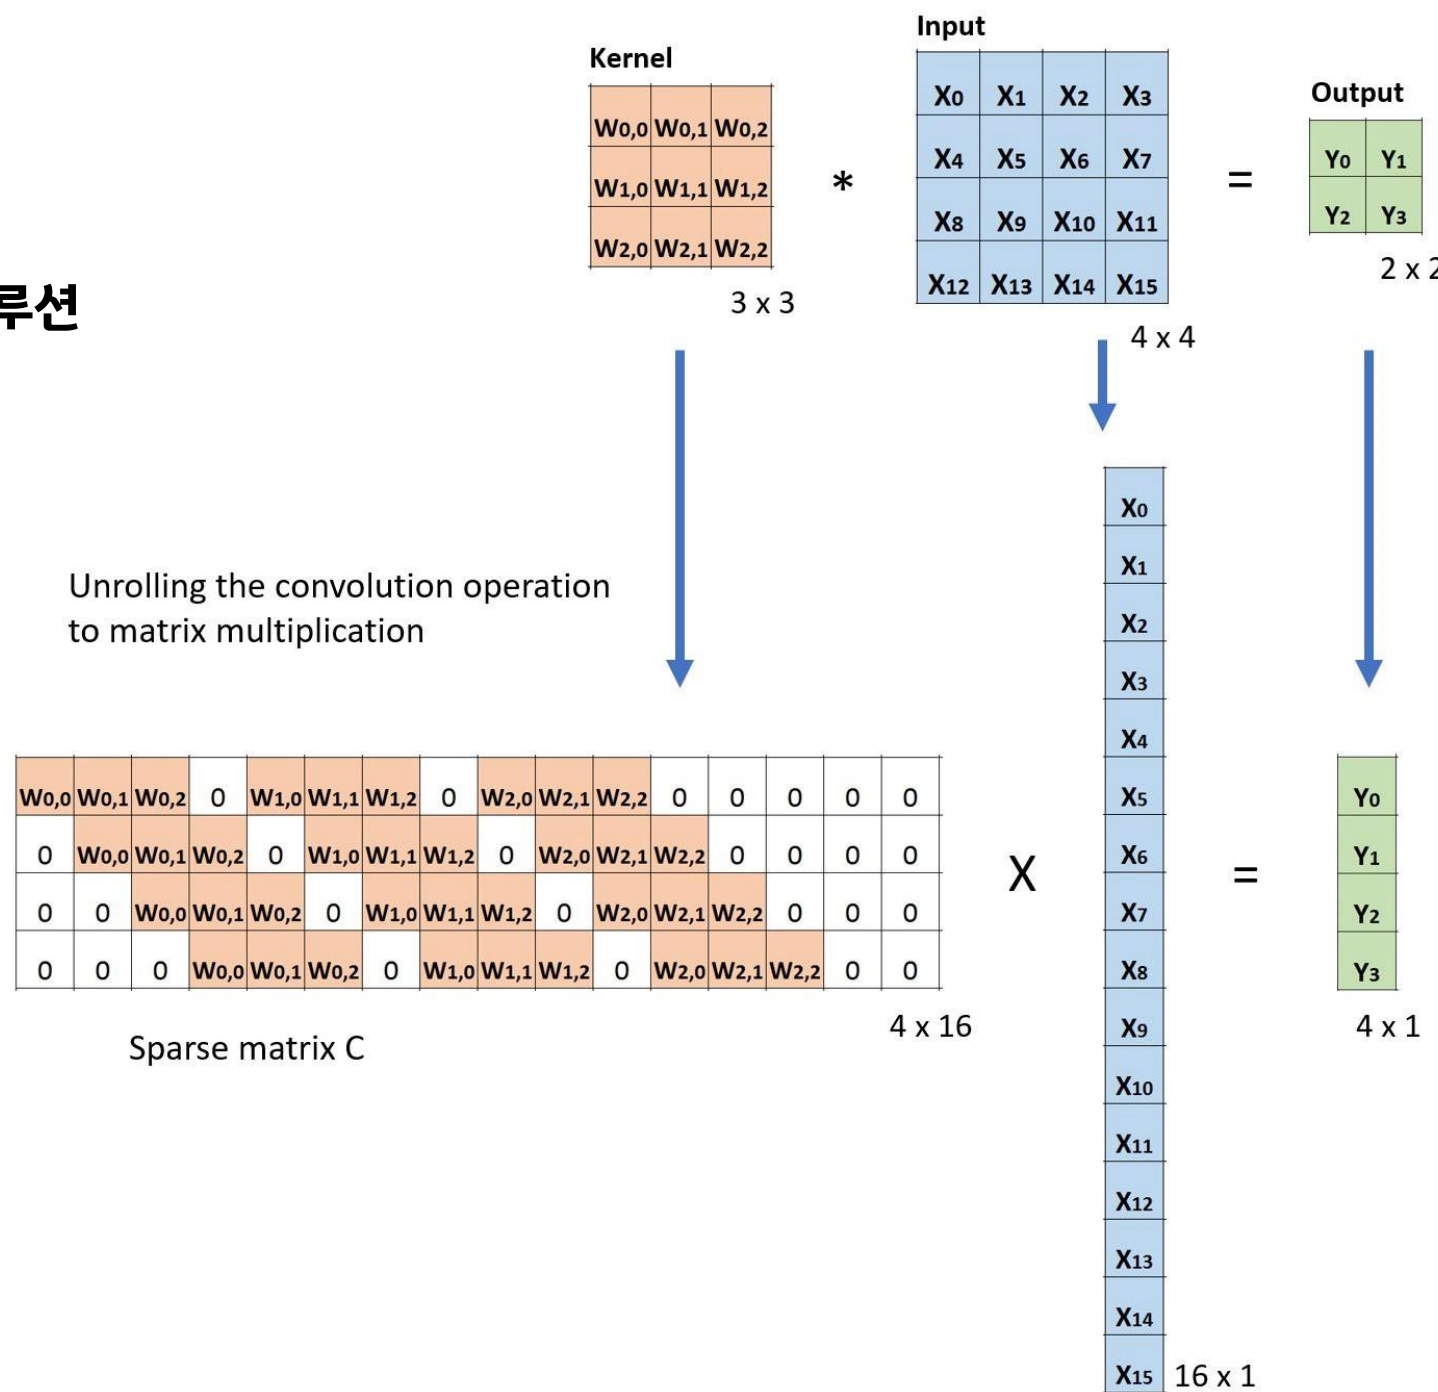 Kernel
W0,0 W0,1 W0,2
W1,0 W1,1 W1,2
W2,0 W2,1 W2,2
3 x 3
*
Input
X0 X1 X2 X3
X4 X5 X6 X7
X8 X9 X10 X11
X12 X13 X14 X15
4 x 4
=
Output
Y0 Y1
Y2 Y3
2 x 2
루션
Unrolling the convolution operation
to matrix multiplication
W0,0 W0,1 W0,2 0 W1,0 W1,1 W1,2 0 W2,0 W2,1 W2,2 0 0 0 0 0
0 W0,0 W0,1 W0,2 0 W1,0 W1,1 W1,2 0 W2,0 W2,1 W2,2 0 0 0 0
0 0 W0,0 W0,1 W0,2 0 W1,0 W1,1 W1,2 0 W2,0 W2,1 W2,2 0 0 0
0 0 0 W0,0 W0,1 W0,2 0 W1,0 W1,1 W1,2 0 W2,0 W2,1 W2,2 0 0
4 x 16
Sparse matrix C
X
X0
X1
X2
X3
X4
X5
X6
X7
X8
X9
X10
X11
X12
X13
X14
X15
16 x 1
=
Y0
Y1
Y2
Y3
4 x 1